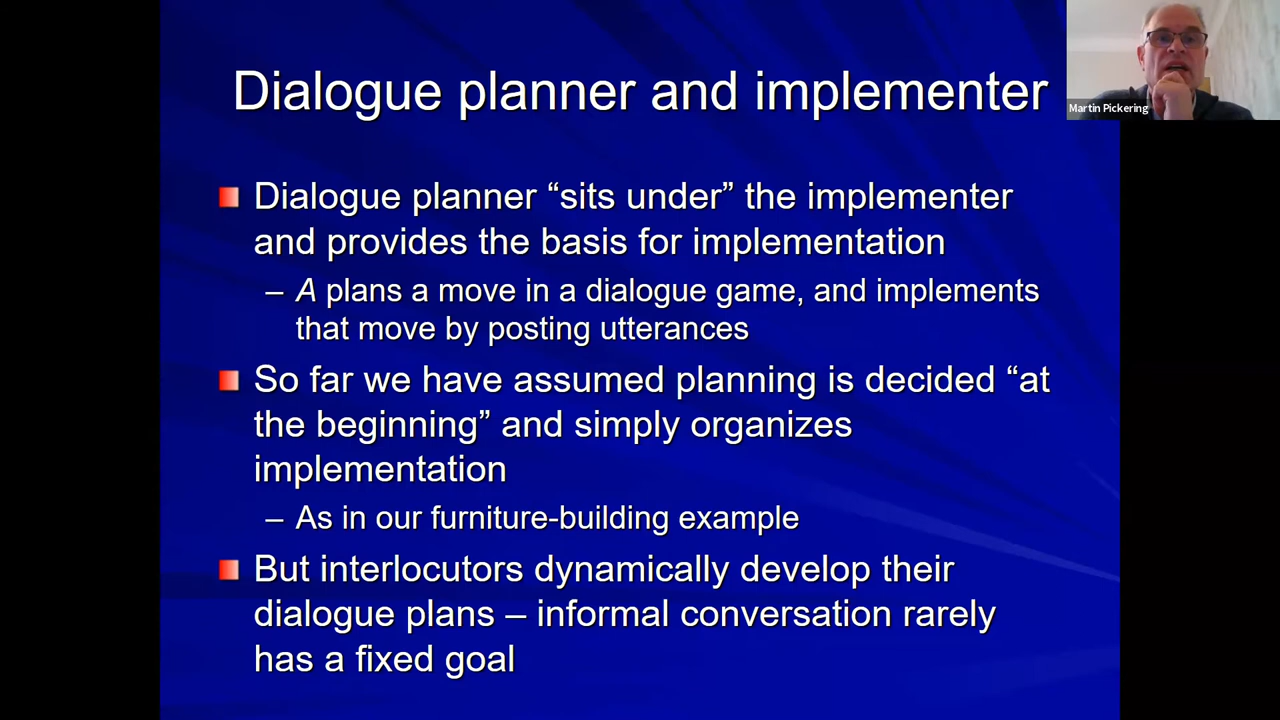 Dialogue planner and implementer
Martin Pickering
Dialogue planner “sits under” the implementer
and provides the basis for implementation
– A plans a move in a dialogue game, and implements
that move by posting utterances
So far we have assumed planning is decided “at
the beginning” and simply organizes
implementation
– As in our furniture-building example
But interlocutors dynamically develop their
dialogue plans – informal conversation rarely
has a fixed goal